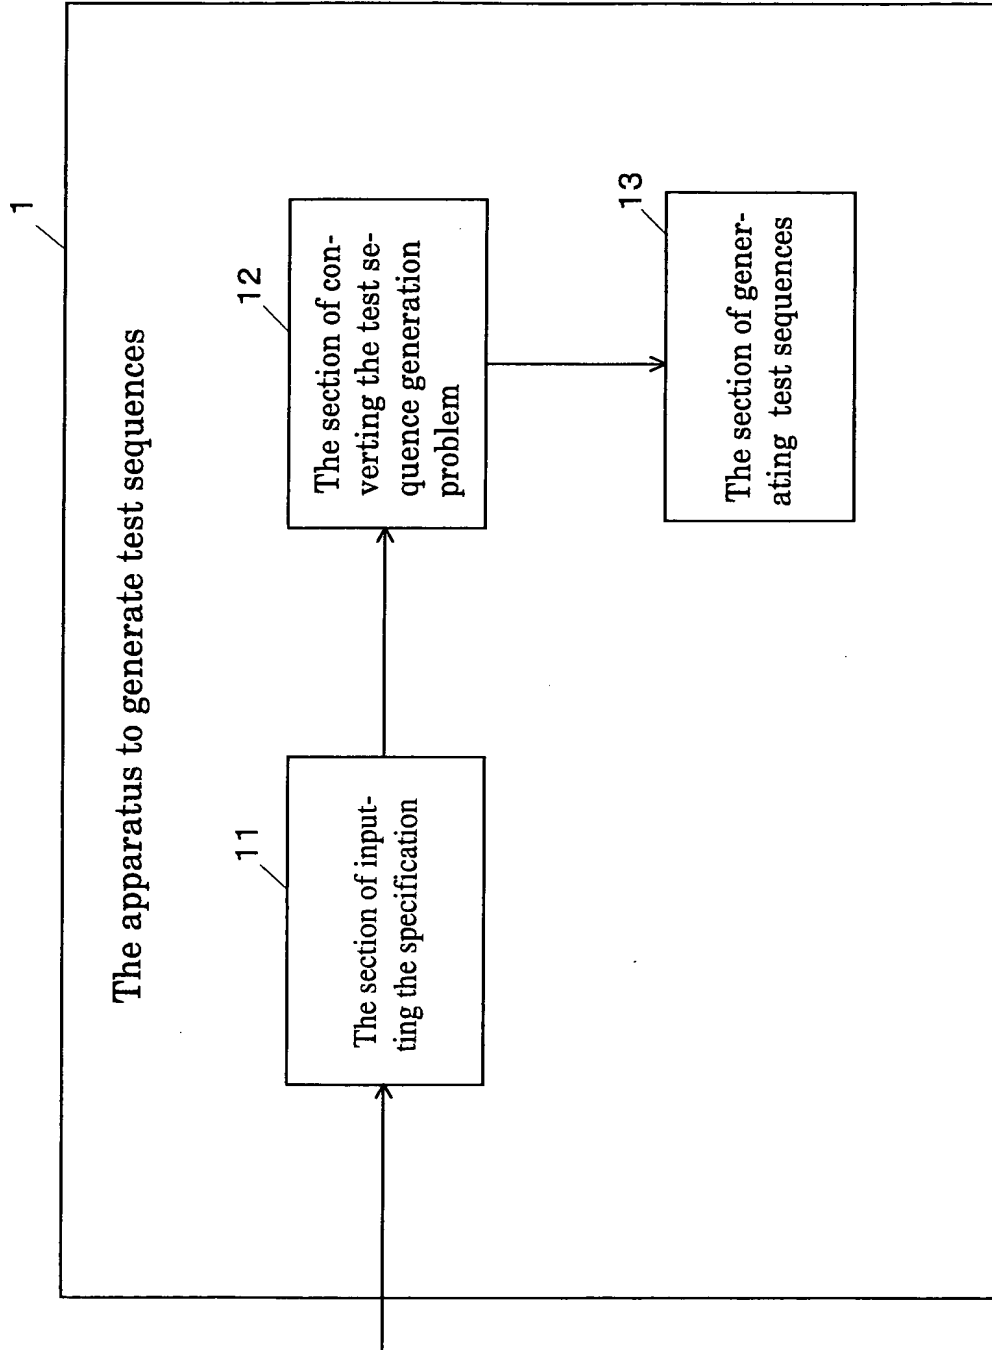 1
The apparatus to generate test sequences
11
The section of input-
ting the specification
12
The section of con-
verting the test se-
quence generation
problem
13
The section of gener-
ating test sequences